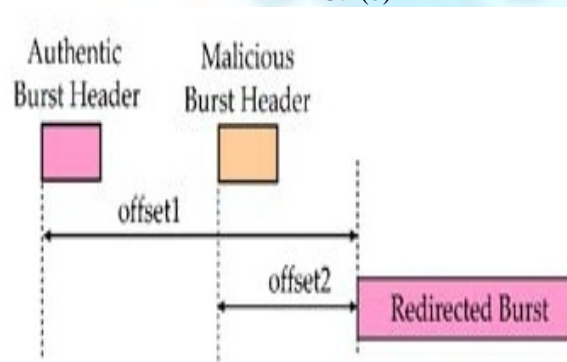 Authentic
Burst Header
Malicious
Burst Header
offset1
offset2
Redirected Burst